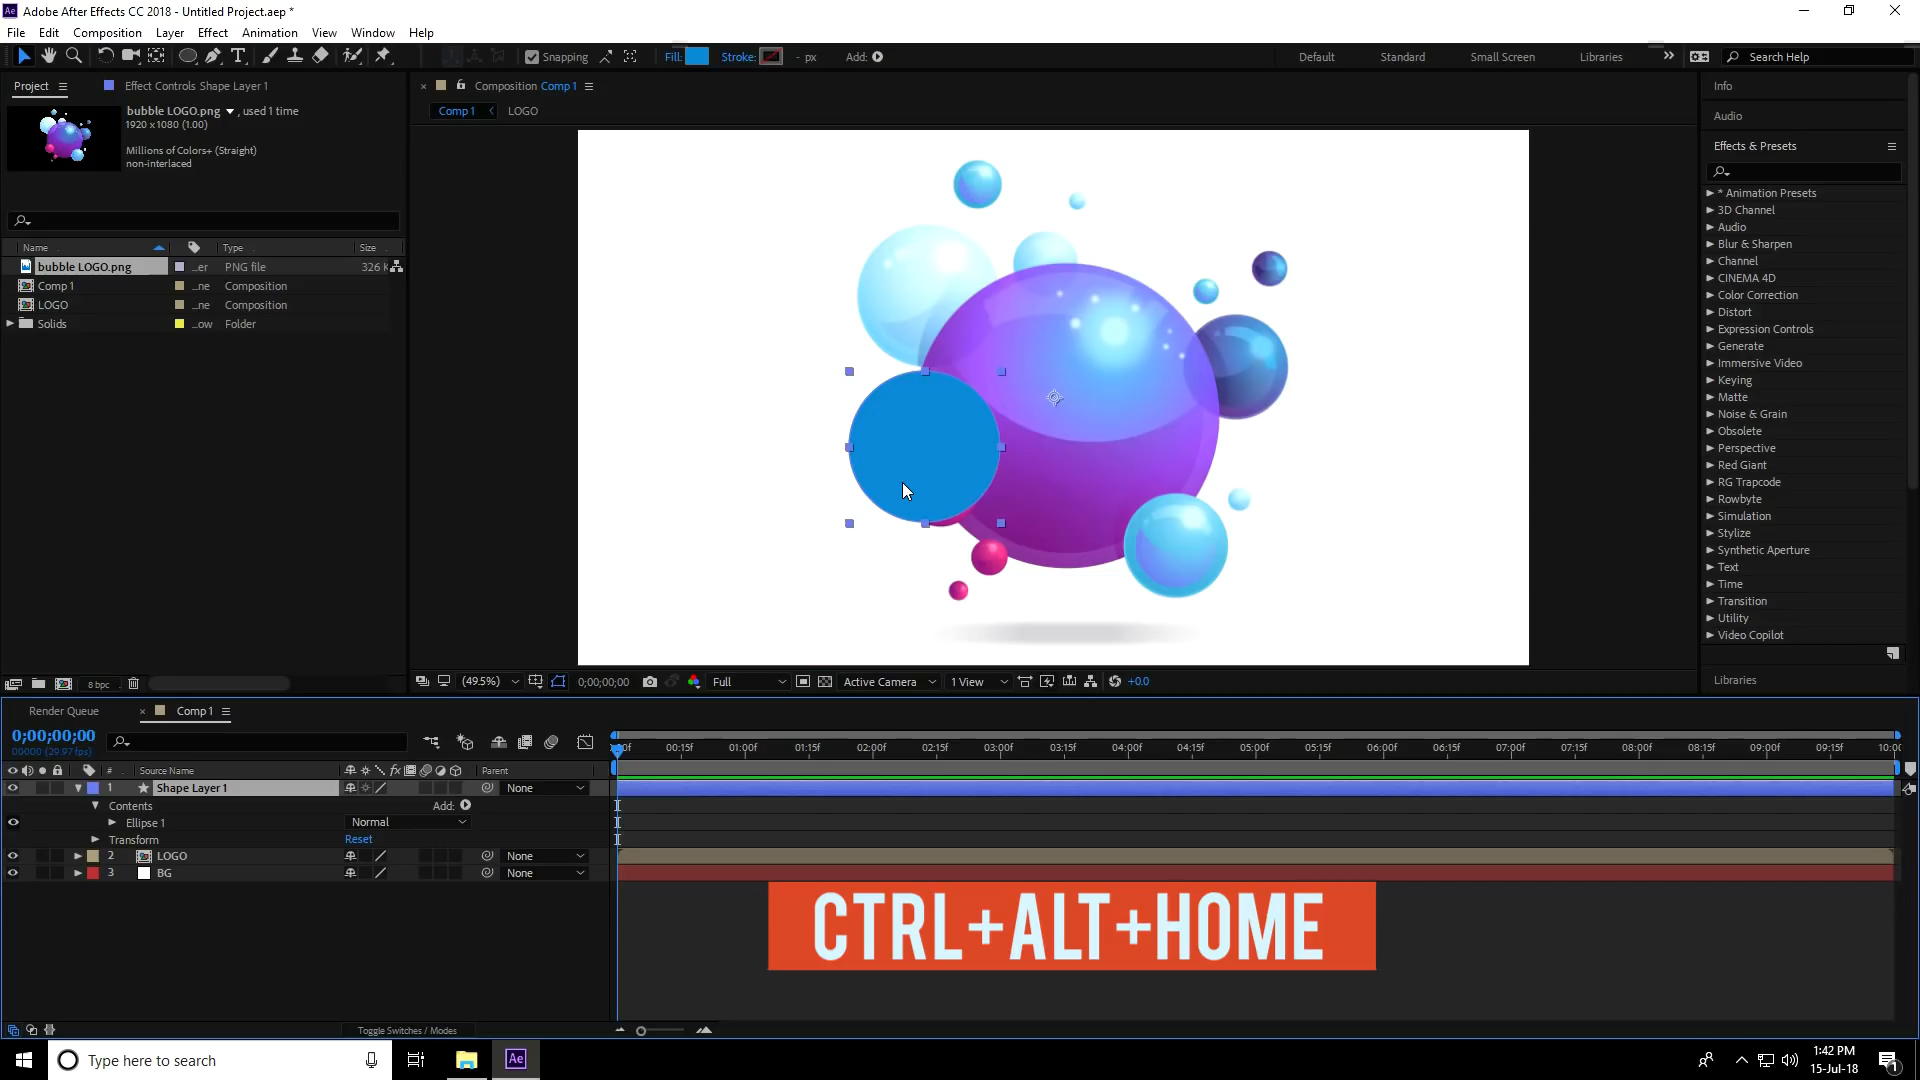 Adobe After Effects CC 2018 - Untitled Project.aep *
File Edit Composition Layer Effect Animation View Window Help
Snapping Fill: Stroke: - px Add: Default Standard Small Screen Libraries Search Help
Project Effect Controls Shape Layer 1
bubble LOGO.png , used 1 time
1920 x 1080 (1.00)
Millions of Colors+ (Straight)
non-interlaced
Name Type Size
bubble LOGO.png ...er PNG file 326 K
Comp 1 ...ne Composition
LOGO ...ne Composition
Solids ...ow Folder
8 bpc
Composition Comp 1
Comp 1 LOGO
(49.5%) 0;00;00;00 Full Active Camera 1 View +0.0
Info
Audio
Effects & Presets
* Animation Presets
3D Channel
Audio
Blur & Sharpen
Channel
CINEMA 4D
Color Correction
Distort
Expression Controls
Generate
Immersive Video
Keying
Matte
Noise & Grain
Obsolete
Perspective
Red Giant
RG Trapcode
Rowbyte
Simulation
Stylize
Synthetic Aperture
Text
Time
Transition
Utility
Video Copilot
Libraries
Render Queue Comp 1
0;00;00;00
00000 (29.97 fps)
00:15f 01:00f 01:15f 02:00f 02:15f 03:00f 03:15f 04:00f 04:15f 05:00f 05:15f 06:00f 06:15f 07:00f 07:15f 08:00f 08:15f 09:00f 09:15f 10:00
# Source Name fx Parent
1 Shape Layer 1 None
Contents Add:
Ellipse 1 Normal
Transform Reset
2 LOGO None
3 BG None
CTRL+ALT+HOME
Toggle Switches / Modes
Type here to search Ae
1:42 PM
15-Jul-18
1